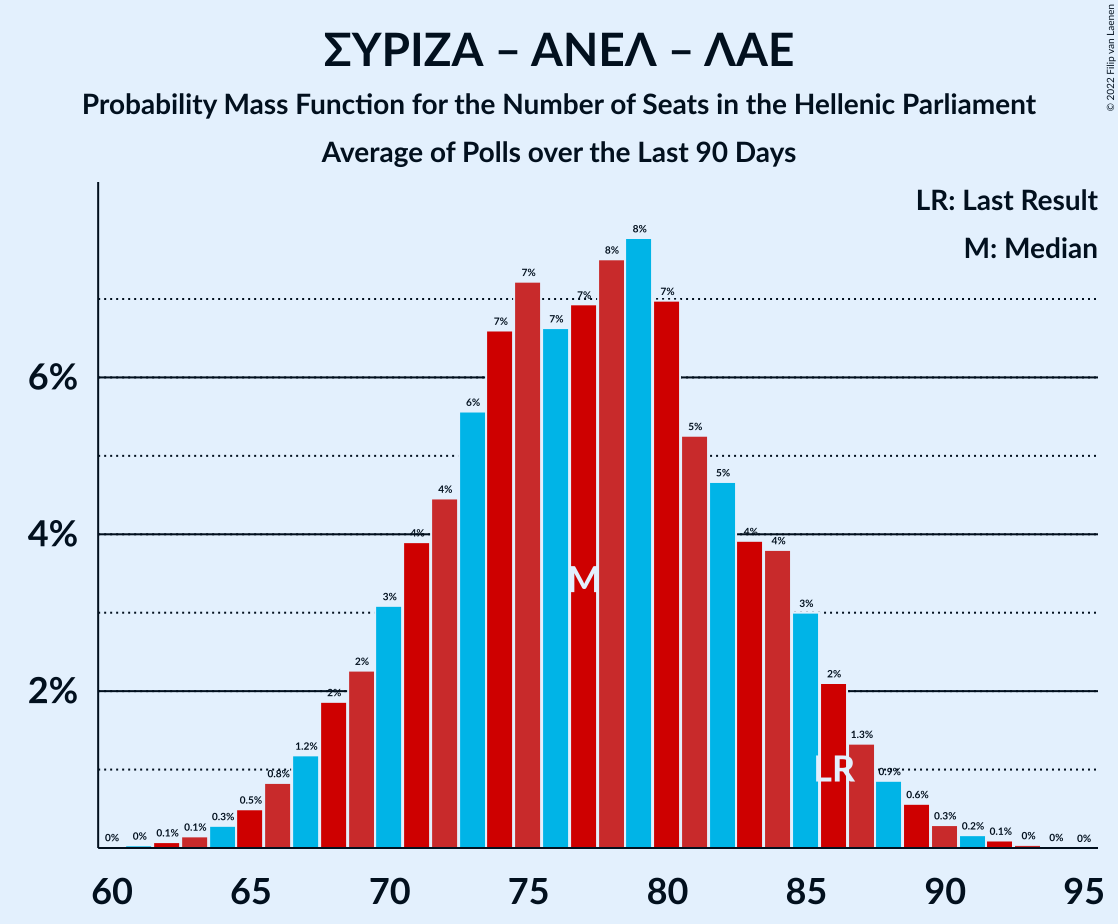 © 2022 Filip van Laenen
ΣΥΡΙΖΑ – ΑΝΕΛ – ΛΑΕ
Probability Mass Function for the Number of Seats in the Hellenic Parliament
Average of Polls over the Last 90 Days
LR: Last Result
M: Median
6%
4%
2%
0% 0% 0.1% 0.1% 0.3% 0.5% 0.8% 1.2% 2% 2% 3% 4% 4% 6% 7% 7% 7% 7% 8% 8% 7% 5% 5% 4% 4% 3% 2% 1.3% 0.9% 0.6% 0.3% 0.2% 0.1% 0% 0% 0%
M
LR
60 65 70 75 80 85 90 95